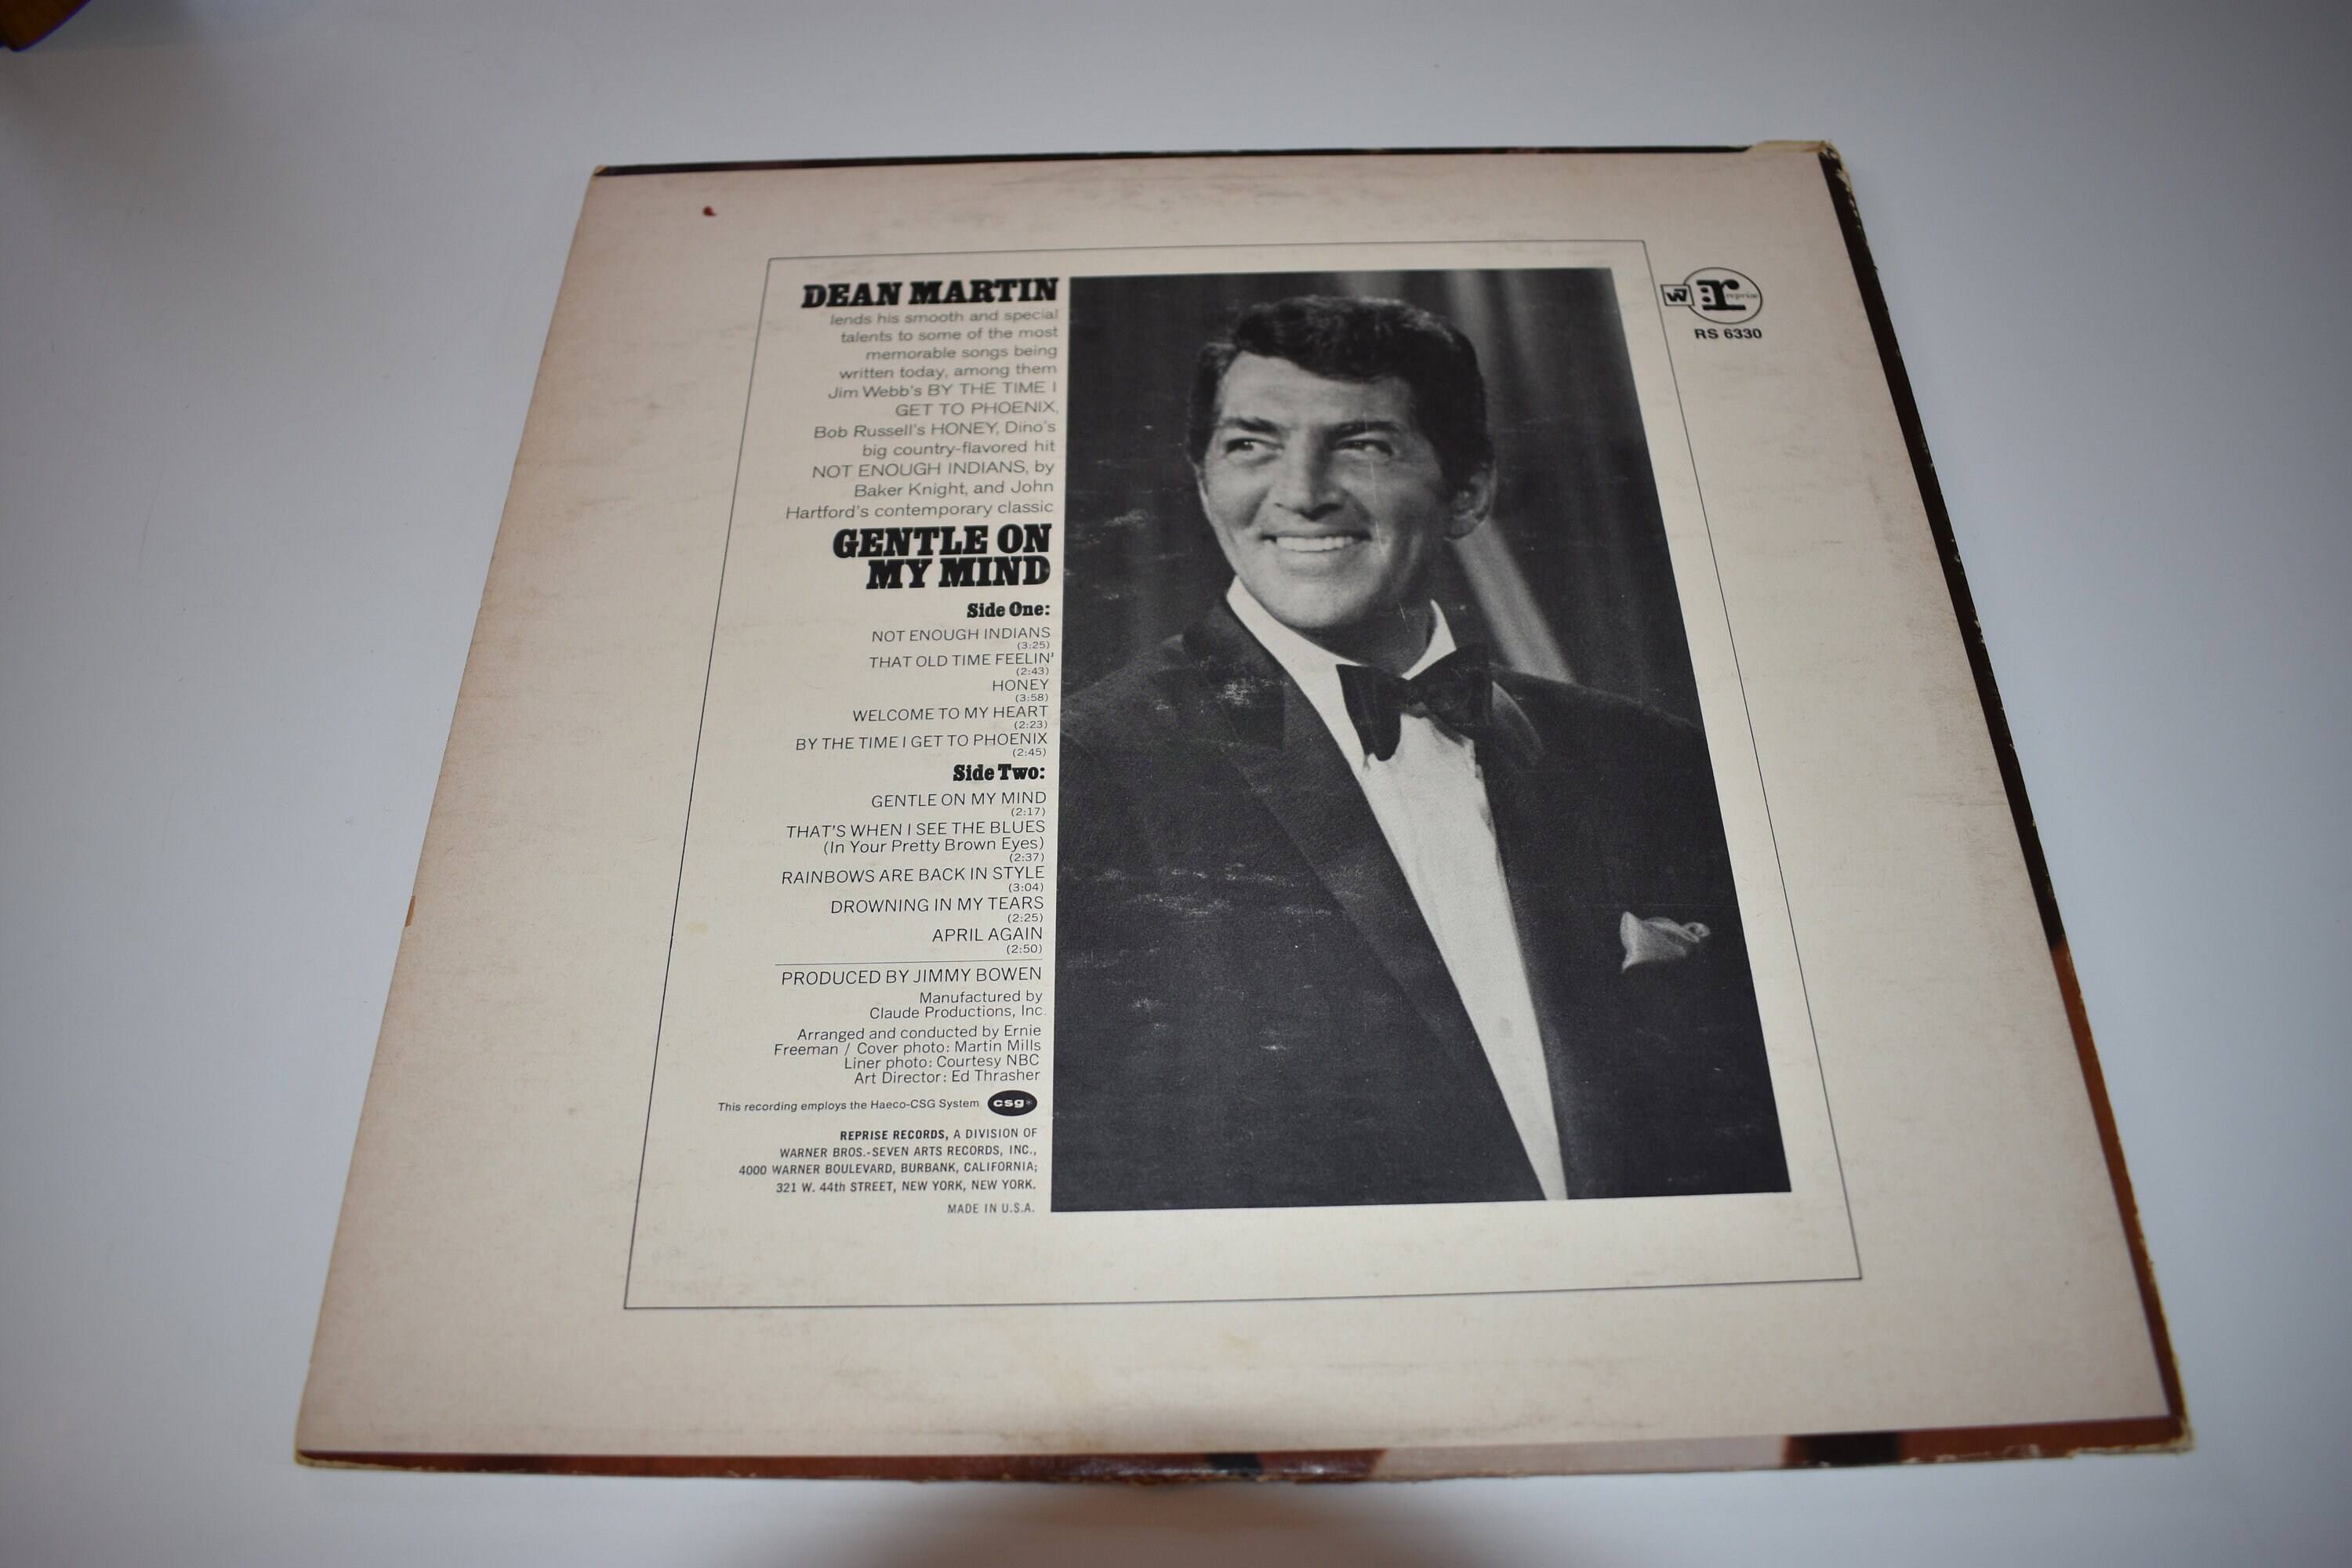 DEAN MARTIN
lends his smooth and special
talents to some of the most
memorable songs being
written today, among them
Jim Webb's BY THE TIME I
GET TO PHOENIX,
Bob Russell's HONEY, Dino's
big country-flavored hit
NOT ENOUGH INDIANS, by
Baker Knight, and John
Hartford's contemporary classic
GENTLE ON
MY MIND
Side One:
NOT ENOUGH INDIANS
(3:25)
THAT OLD TIME FEELIN'
(2:43)
HONEY
(3:58)
WELCOME TO MY HEART
(2:23)
BY THE TIME I GET TO PHOENIX
(2:45)
Side Two:
GENTLE ON MY MIND
(2:17)
THAT'S WHEN I SEE THE BLUES
(In Your Pretty Brown Eyes)
(2:37)
RAINBOWS ARE BACK IN STYLE
(3:04)
DROWNING IN MY TEARS
(2:25)
APRIL AGAIN
(2:50)
PRODUCED BY JIMMY BOWEN
Manufactured by
Claude Productions, Inc.
Arranged and conducted by Ernie
Freeman / Cover photo: Martin Mills
Liner photo: Courtesy NBC
Art Director: Ed Thrasher
This recording employs the Haeco-CSG System csg
REPRISE RECORDS, A DIVISION OF
WARNER BROS.-SEVEN ARTS RECORDS, INC.,
4000 WARNER BOULEVARD, BURBANK, CALIFORNIA;
321 W. 44th STREET, NEW YORK, NEW YORK.
MADE IN U.S.A.
W r reprise
RS 6330